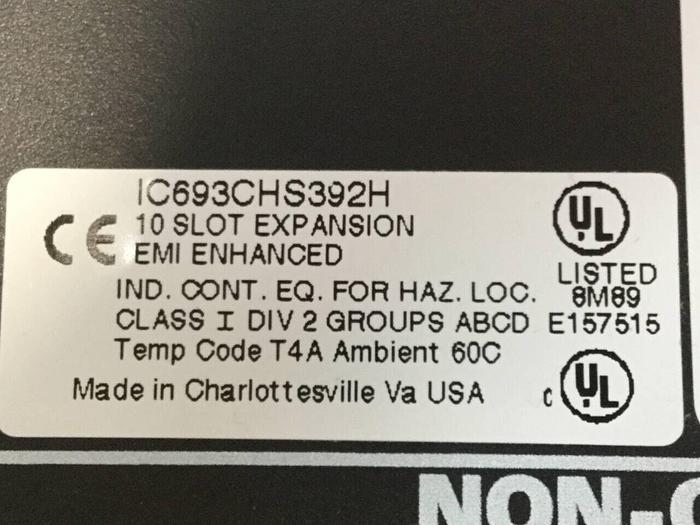 IC693CHS392H
CE 10 SLOT EXPANSION
EMI ENHANCED
UL
LISTED
IND. CONT. EQ. FOR HAZ. LOC. 8M89
CLASS I DIV 2 GROUPS ABCD E157515
Temp Code T4A Ambient 60C
Made in Charlottesville Va USA c UL
NON-